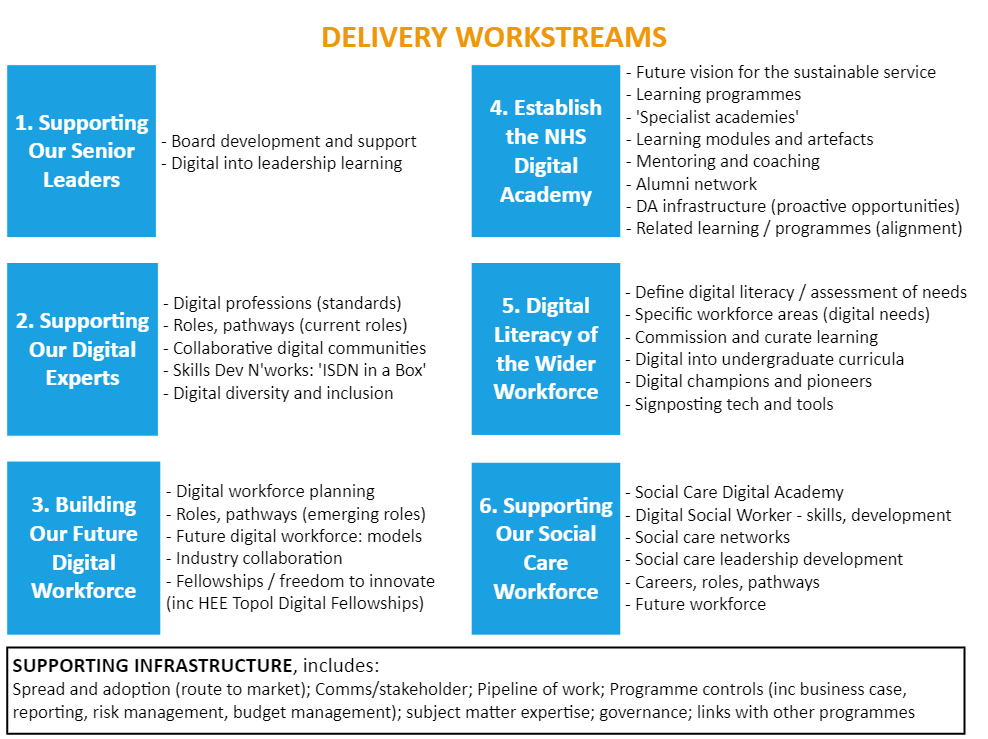 DELIVERY WORKSTREAMS
1. Supporting
Our Senior
Leaders
- Board development and support
- Digital into leadership learning
2. Supporting
Our Digital
Experts
- Digital professions (standards)
- Roles, pathways (current roles)
- Collaborative digital communities
- Skills Dev N'works: 'ISDN in a Box'
- Digital diversity and inclusion
3. Building
Our Future
Digital
Workforce
- Digital workforce planning
- Roles, pathways (emerging roles)
- Future digital workforce: models
- Industry collaboration
- Fellowships / freedom to innovate
(inc HEE Topol Digital Fellowships)
4. Establish
the NHS
Digital
Academy
- Future vision for the sustainable service
- Learning programmes
- 'Specialist academies'
- Learning modules and artefacts
- Mentoring and coaching
- Alumni network
- DA infrastructure (proactive opportunities)
- Related learning / programmes (alignment)
5. Digital
Literacy of
the Wider
Workforce
- Define digital literacy / assessment of needs
- Specific workforce areas (digital needs)
- Commission and curate learning
- Digital into undergraduate curricula
- Digital champions and pioneers
- Signposting tech and tools
6. Supporting
Our Social
Care
Workforce
- Social Care Digital Academy
- Digital Social Worker - skills, development
- Social care networks
- Social care leadership development
- Careers, roles, pathways
- Future workforce
SUPPORTING INFRASTRUCTURE, includes:
Spread and adoption (route to market); Comms/stakeholder; Pipeline of work; Programme controls (inc business case,
reporting, risk management, budget management); subject matter expertise; governance; links with other programmes